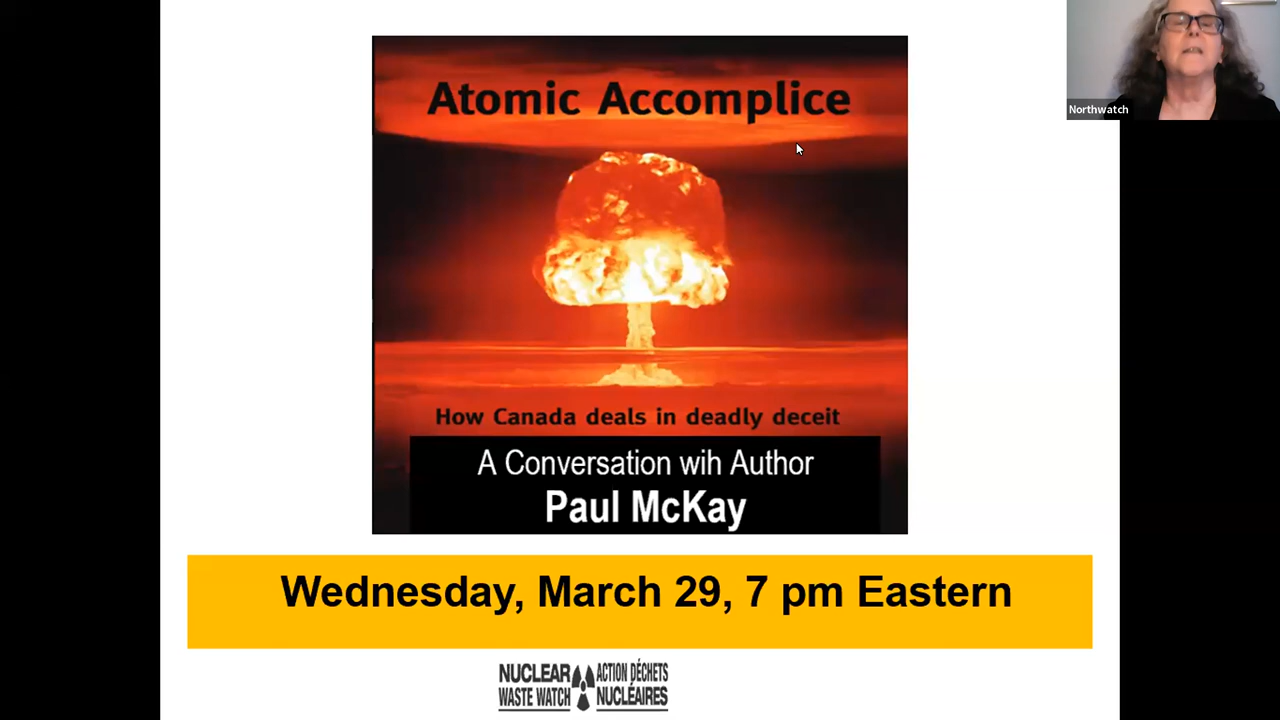 Atomic Accomplice
Northwatch
How Canada deals in deadly deceit
A Conversation wih Author
Paul McKay
Wednesday, March 29, 7 pm Eastern
NUCLEAR ACTION DÉCHETS
WASTE WATCH NUCLÉAIRES